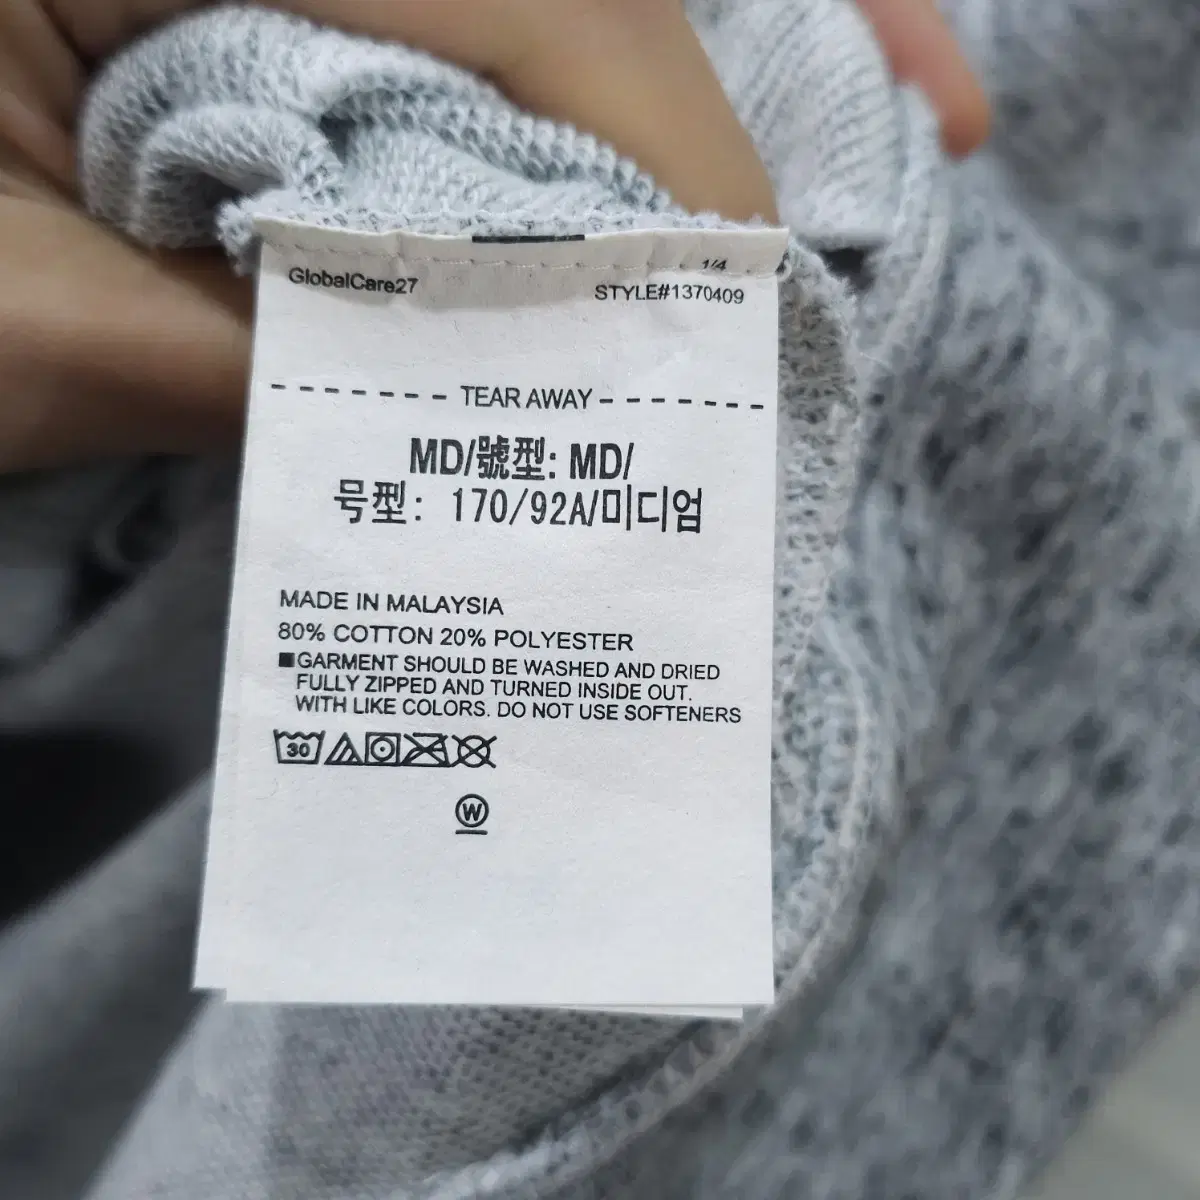 GlobalCare27
1/4
STYLE#1370409
TEAR AWAY
MD/號型: MD/
号型: 170/92A/미디엄
MADE IN MALAYSIA
80% COTTON 20% POLYESTER
■GARMENT SHOULD BE WASHED AND DRIED
FULLY ZIPPED AND TURNED INSIDE OUT.
WITH LIKE COLORS. DO NOT USE SOFTENERS
30
W